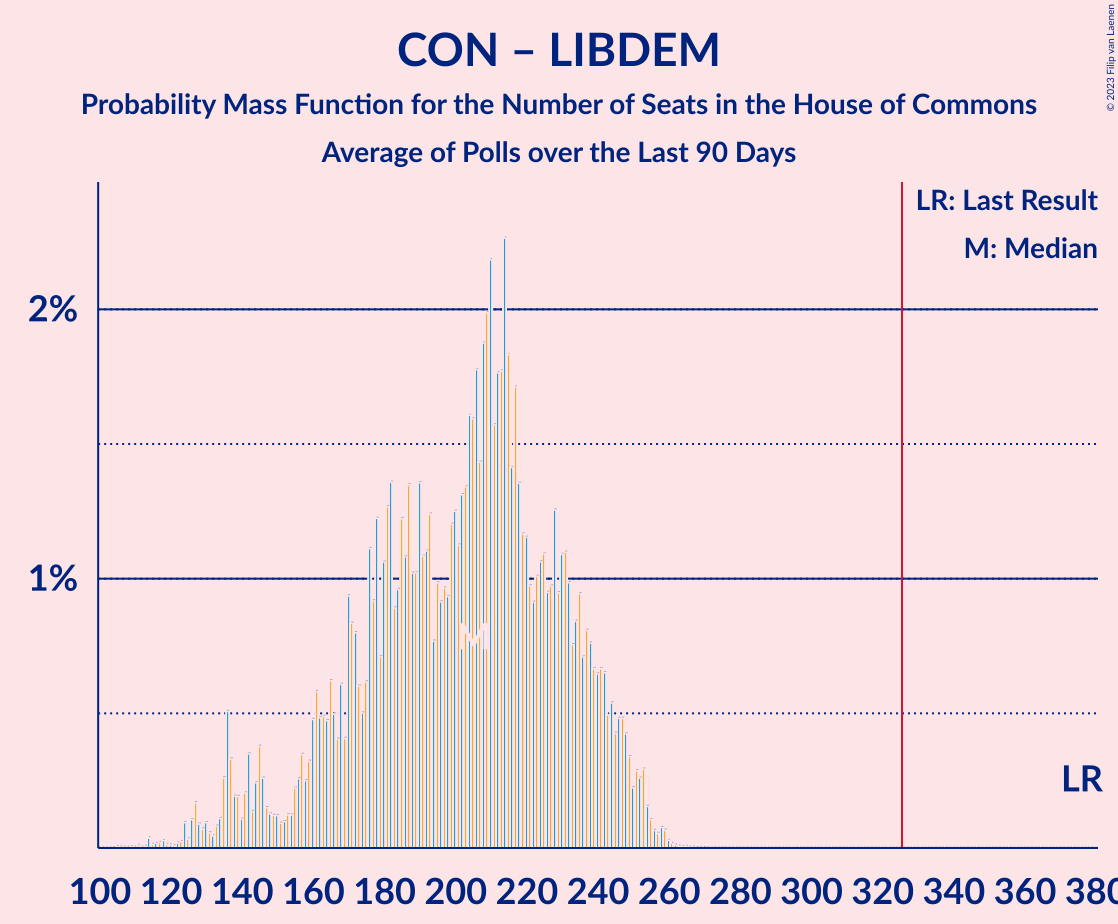 CON – LIBDEM
Probability Mass Function for the Number of Seats in the House of Commons
Average of Polls over the Last 90 Days
© 2023 Filip van Laenen
LR: Last Result
M: Median
2%
1%
M
LR
100 120 140 160 180 200 220 240 260 280 300 320 340 360 380